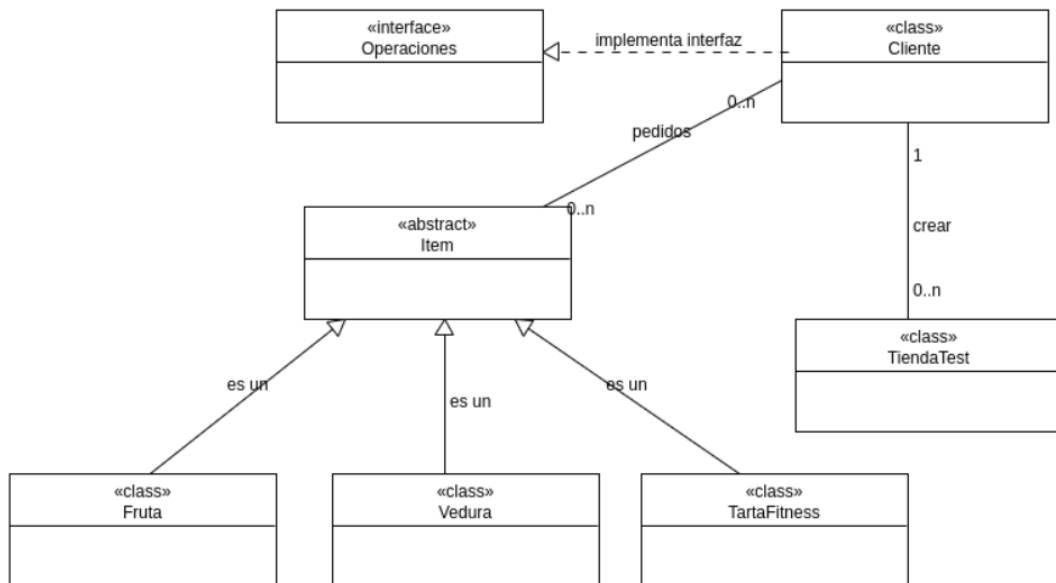 «interface»
Operaciones
implementa interfaz
«class»
Cliente
0..n
pedidos
0..n
1
crear
0..n
«abstract»
Item
«class»
TiendaTest
es un
es un
es un
«class»
Fruta
«class»
Vedura
«class»
TartaFitness